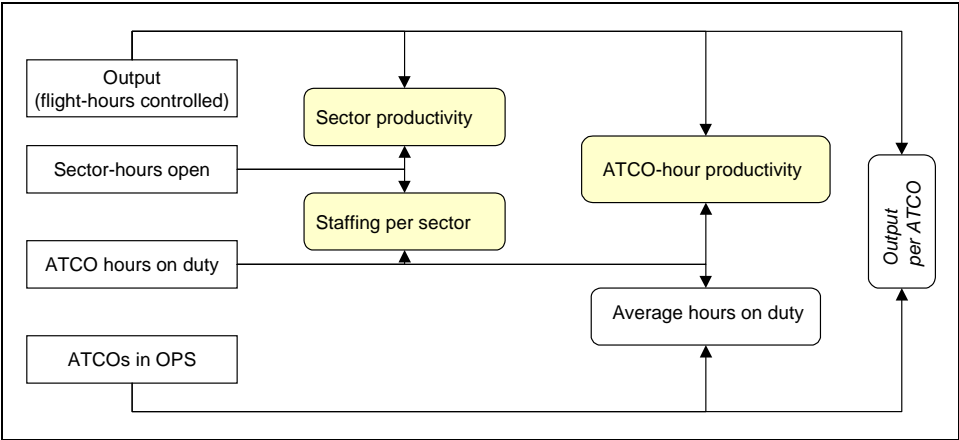 Output
(flight-hours controlled)
Sector productivity
Sector-hours open
ATCO-hour productivity
Staffing per sector
Output
per ATCO
ATCO hours on duty
Average hours on duty
ATCOs in OPS